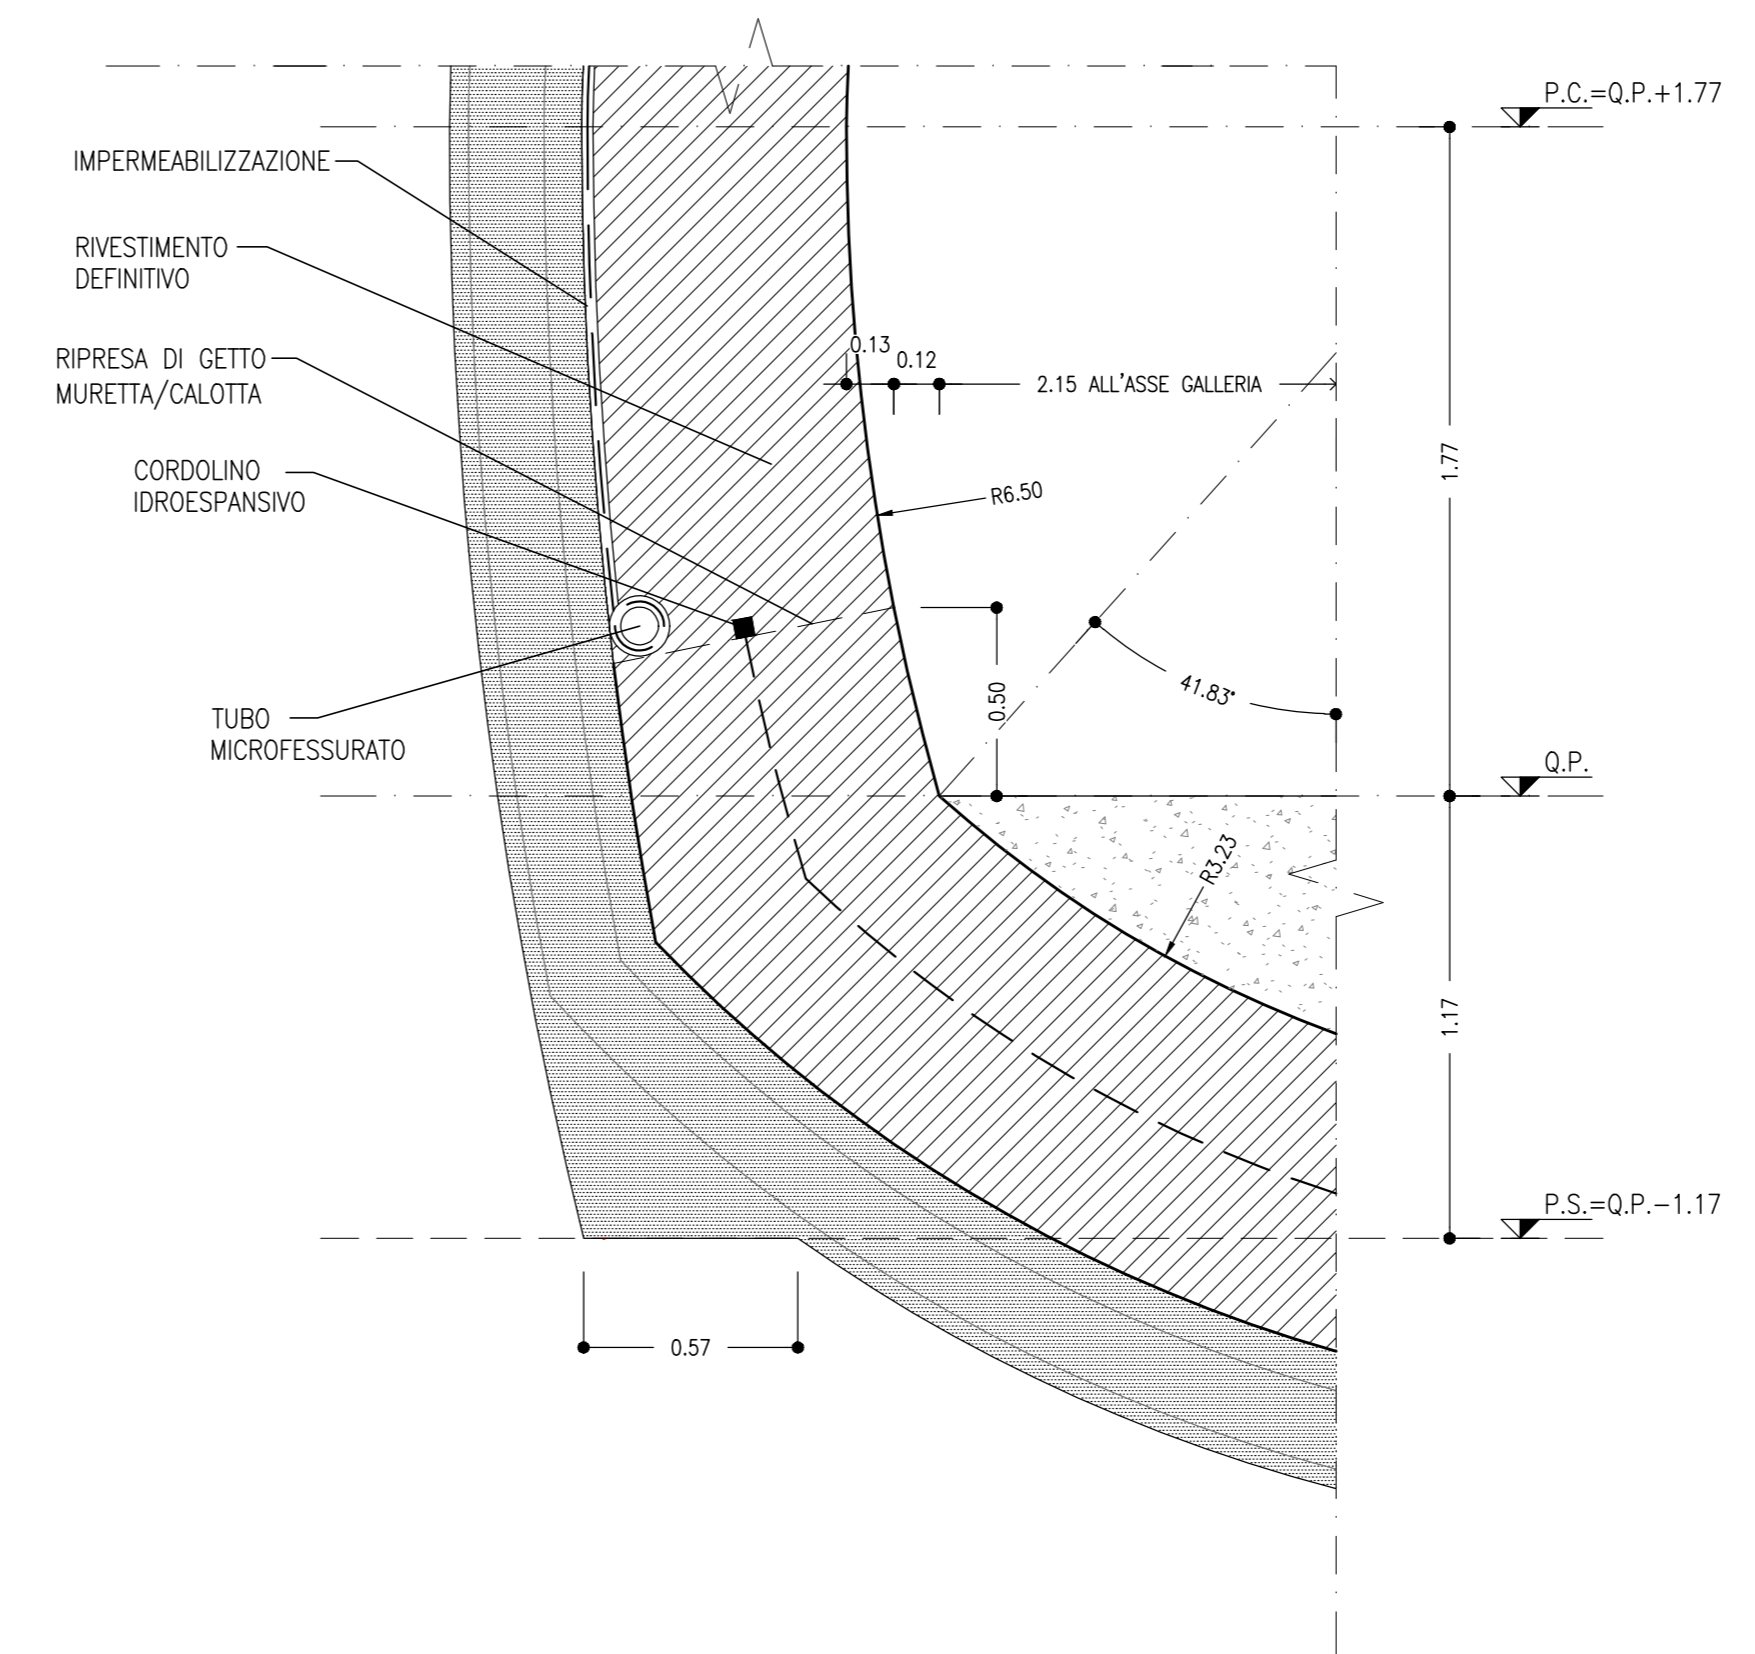 P.C.=Q.P.+1.77
IMPERMEABILIZZAZIONE
RIVESTIMENTO
DEFINITIVO
RIPRESA DI GETTO
MURETTA/CALOTTA
0.13
0.12
2.15 ALL'ASSE GALLERIA
1.77
CORDOLINO
IDROESPANSIVO
R6.50
41.83°
0.50
TUBO
MICROFESSURATO
Q.P.
R3.23
1.17
P.S.=Q.P.-1.17
0.57